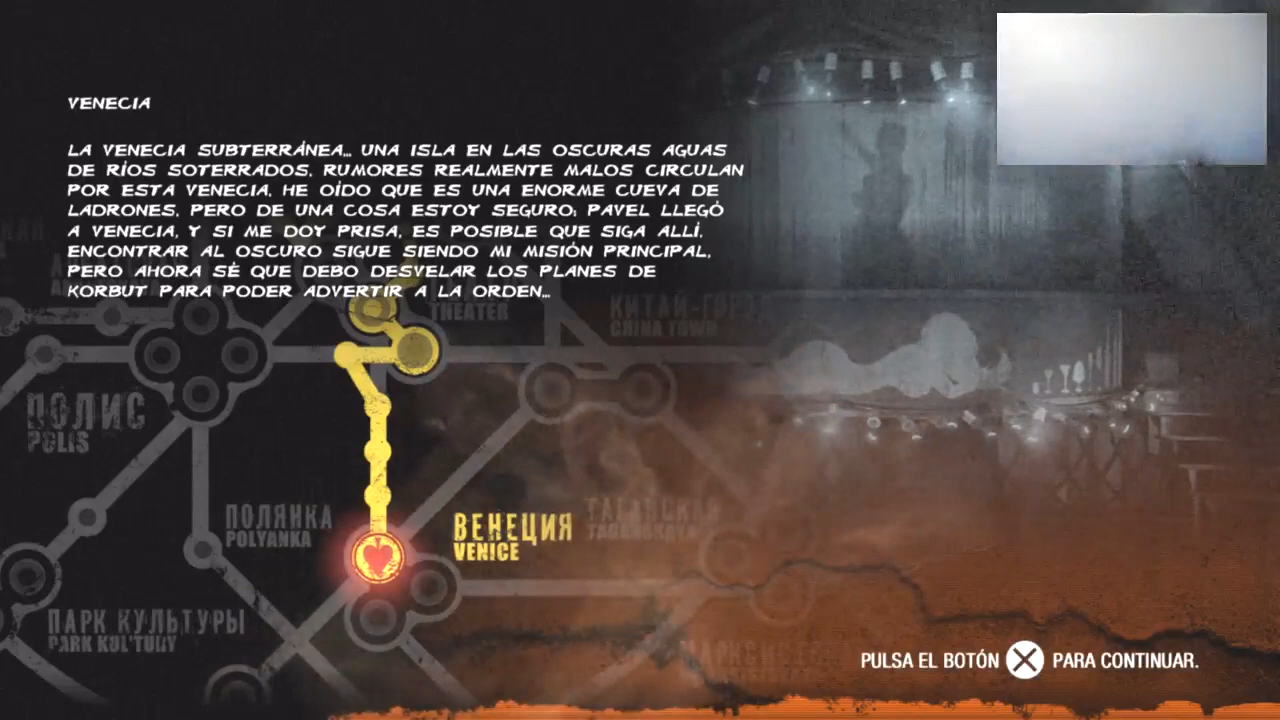 VENECIA
LA VENECIA SUBTERRÁNEA... UNA ISLA EN LAS OSCURAS AGUAS
DE RÍOS SOTERRADOS. RUMORES REALMENTE MALOS CIRCULAN
POR ESTA VENECIA. HE OÍDO QUE ES UNA ENORME CUEVA DE
LADRONES. PERO DE UNA COSA ESTOY SEGURO: PAVEL LLEGÓ
A VENECIA, Y SI ME DOY PRISA, ES POSIBLE QUE SIGA ALLÍ.
ENCONTRAR AL OSCURO SIGUE SIENDO MI MISIÓN PRINCIPAL,
PERO AHORA SÉ QUE DEBO DESVELAR LOS PLANES DE
KORBUT PARA PODER ADVERTIR A LA ORDEN...
THEATER
КИТАЙ-ГОРОД
CHINA TOWN
ПОЛИС
POLIS
ПОЛЯНКА
POLYANKA
ВЕНЕЦИЯ
VENICE
ТАГАНСКАЯ
TAGANSKAYA
ПАРК КУЛЬТУРЫ
PARK KUL'TURY
PULSA EL BOTÓN PARA CONTINUAR.